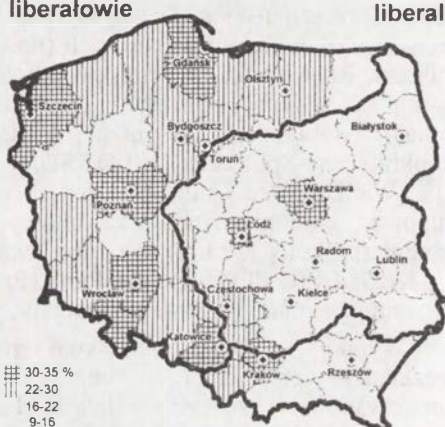 liberałowie
liberal
Gdańsk
Olsztyn
Szczecin
Bydgoszcz
Białystok
Toruń
Warszawa
Poznań
Łódź
Radom
Lublin
Wrocław
Częstochowa
Kielce
Katowice
Kraków
Rzeszów
30-35 %
22-30
16-22
9-16